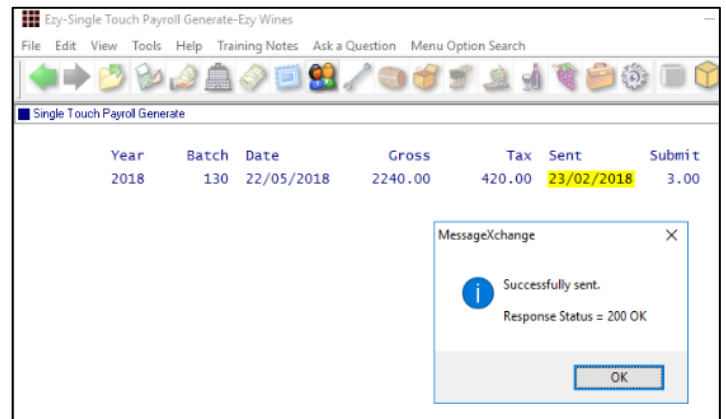 Ezy-Single Touch Payroll Generate-Ezy Wines
File Edit View Tools Help Training Notes Ask a Question Menu Option Search
Single Touch Payroll Generate
Year Batch Date Gross Tax Sent Submit
2018 130 22/05/2018 2240.00 420.00 23/02/2018 3.00
MessageXchange
Successfully sent.
Response Status = 200 OK
OK